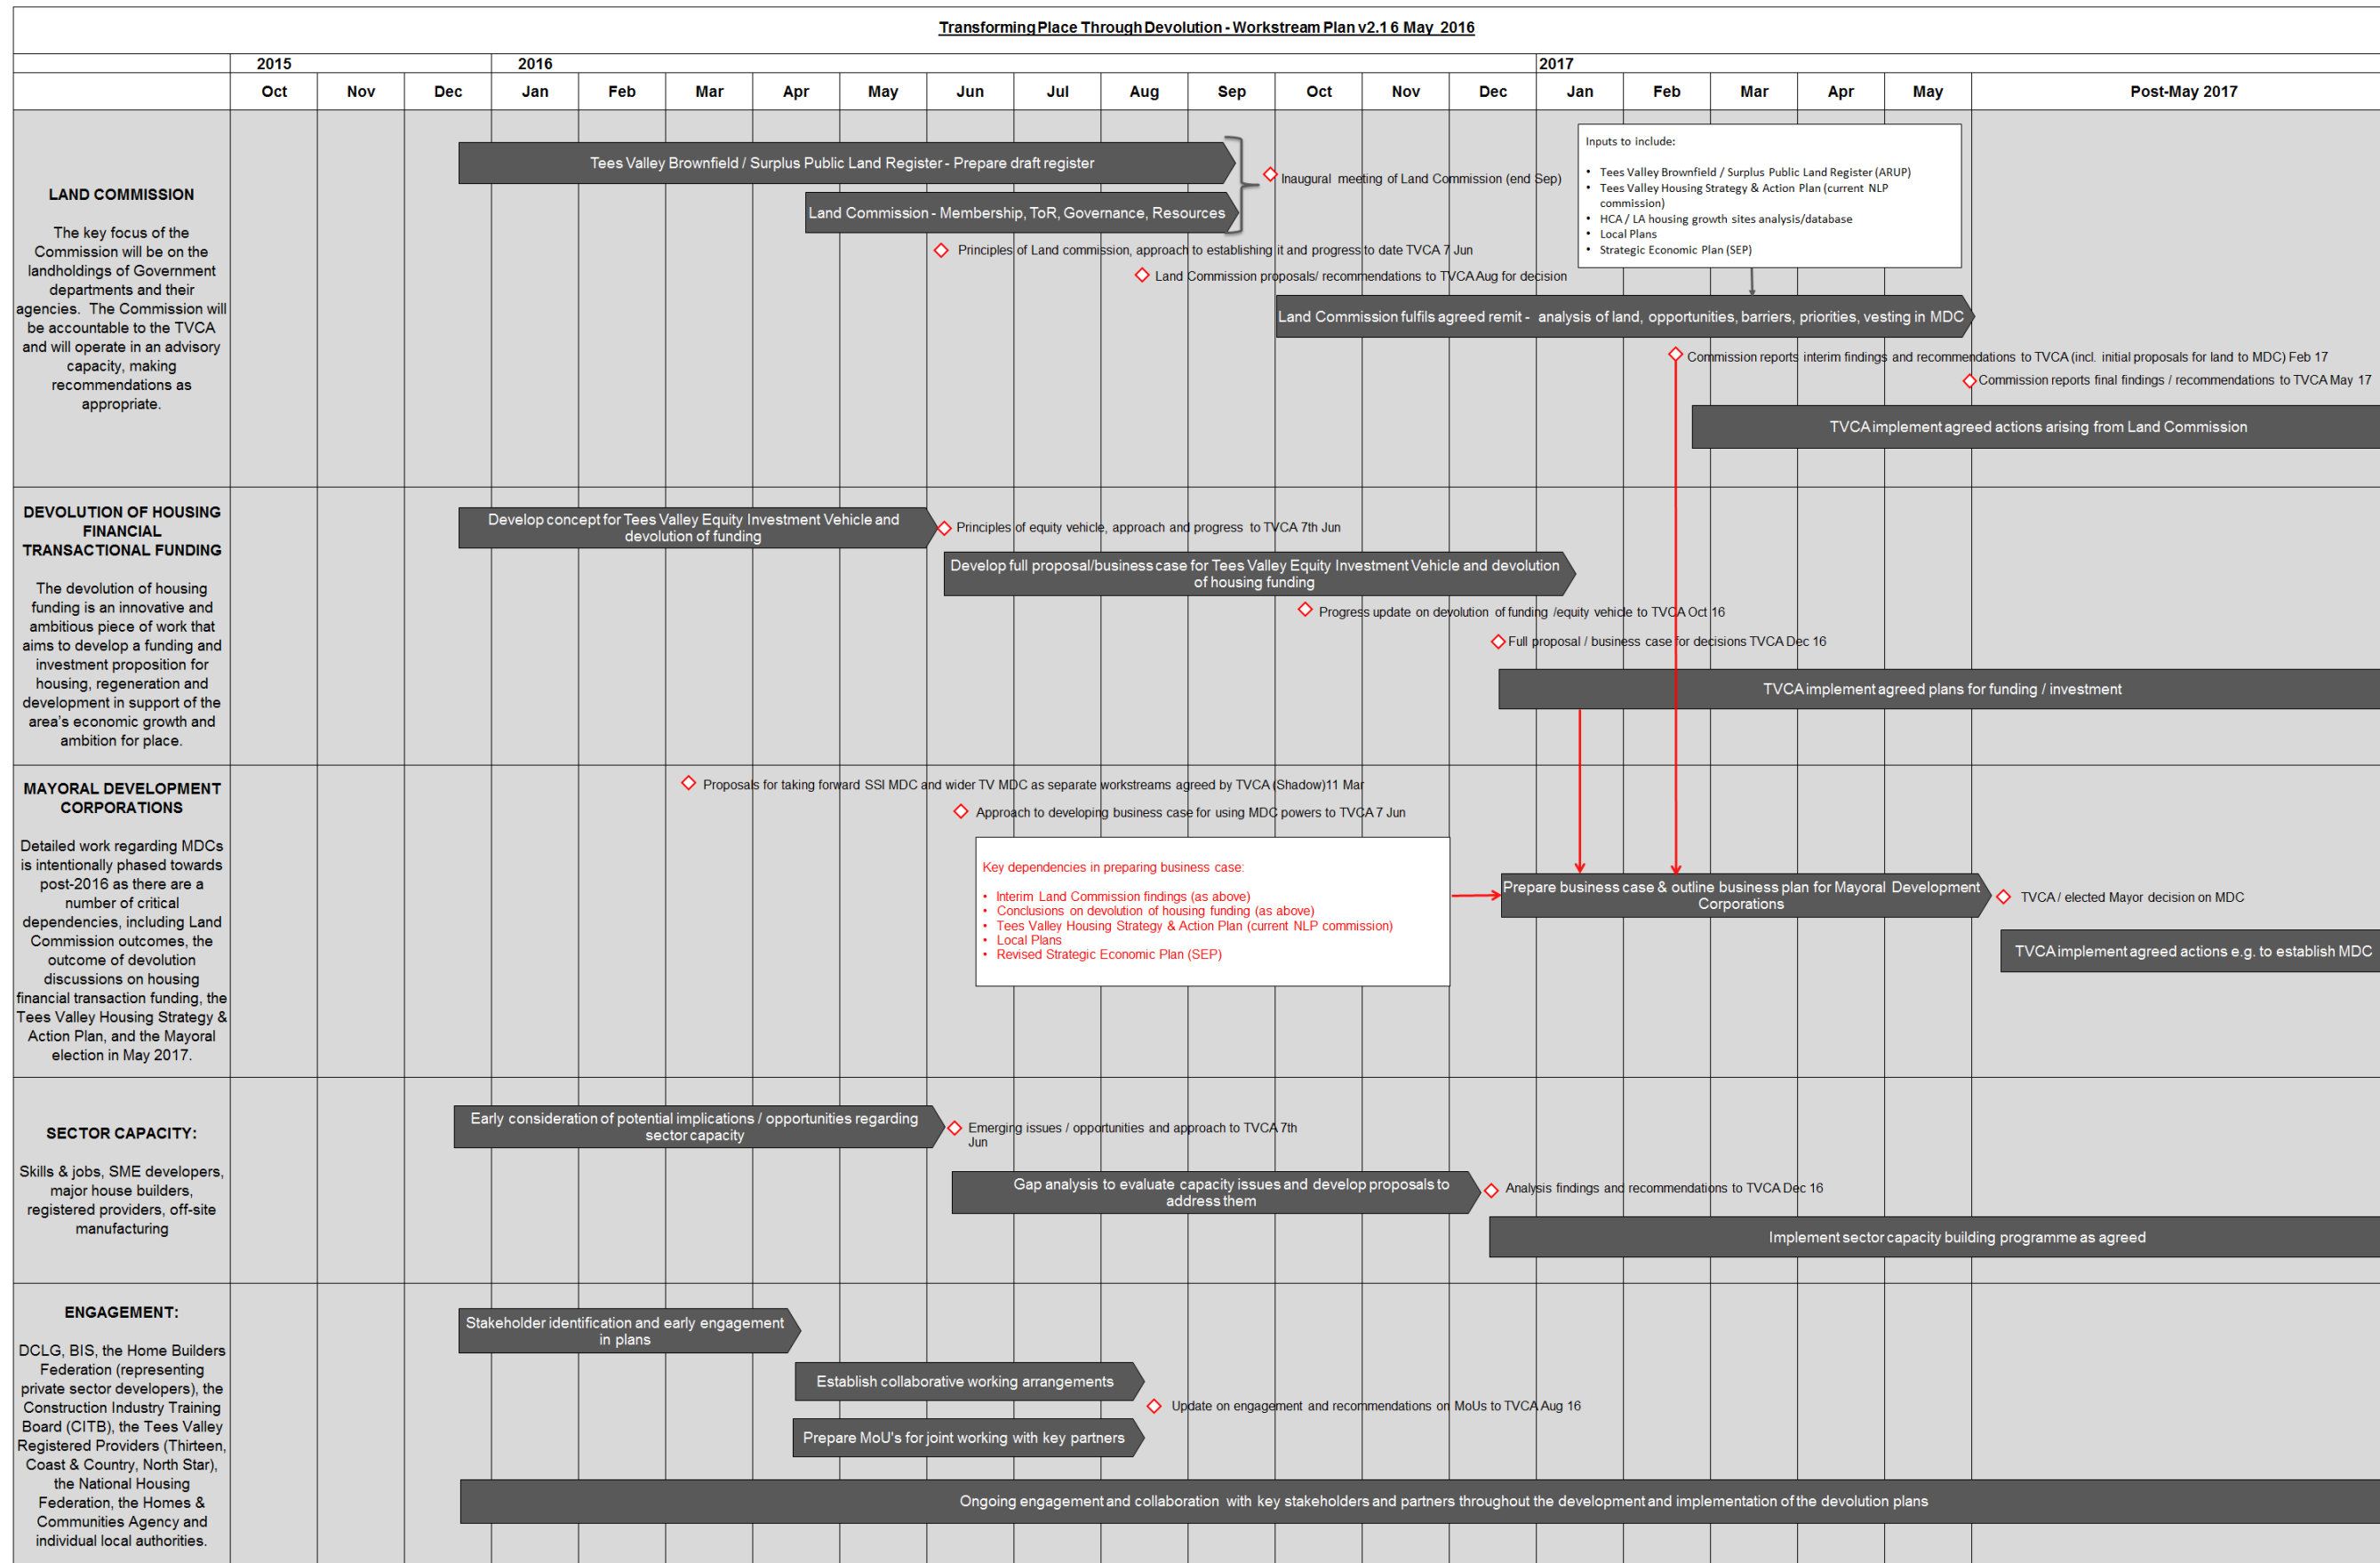 Transforming Place Through Devolution - Workstream Plan v2.1 6 May 2016
2015
2016
2017
Oct
Nov
Dec
Jan
Feb
Mar
Apr
May
Jun
Jul
Aug
Sep
Oct
Nov
Dec
Jan
Feb
Mar
Apr
May
Post-May 2017
LAND COMMISSION
The key focus of the
Commission will be on the
landholdings of Government
departments and their
agencies. The Commission will
be accountable to the TVCA
and will operate in an advisory
capacity, making
recommendations as
appropriate.
Tees Valley Brownfield / Surplus Public Land Register - Prepare draft register
Land Commission - Membership, ToR, Governance, Resources
Inaugural meeting of Land Commission (end Sep)
Principles of Land commission, approach to establishing it and progress to date TVCA 7 Jun
Land Commission proposals/ recommendations to TVCA Aug for decision
Inputs to include:
• Tees Valley Brownfield / Surplus Public Land Register (ARUP)
• Tees Valley Housing Strategy & Action Plan (current NLP
commission)
• HCA / LA housing growth sites analysis/database
• Local Plans
• Strategic Economic Plan (SEP)
Land Commission fulfils agreed remit - analysis of land, opportunities, barriers, priorities, vesting in MDC
Commission reports interim findings and recommendations to TVCA (incl. initial proposals for land to MDC) Feb 17
Commission reports final findings / recommendations to TVCA May 17
TVCA implement agreed actions arising from Land Commission
DEVOLUTION OF HOUSING
FINANCIAL
TRANSACTIONAL FUNDING
The devolution of housing
funding is an innovative and
ambitious piece of work that
aims to develop a funding and
investment proposition for
housing, regeneration and
development in support of the
area's economic growth and
ambition for place.
Develop concept for Tees Valley Equity Investment Vehicle and
devolution of funding
Principles of equity vehicle, approach and progress to TVCA 7th Jun
Develop full proposal/business case for Tees Valley Equity Investment Vehicle and devolution
of housing funding
Progress update on devolution of funding /equity vehicle to TVCA Oct 16
Full proposal / business case for decisions TVCA Dec 16
TVCA implement agreed plans for funding / investment
MAYORAL DEVELOPMENT
CORPORATIONS
Detailed work regarding MDCs
is intentionally phased towards
post-2016 as there are a
number of critical
dependencies, including Land
Commission outcomes, the
outcome of devolution
discussions on housing
financial transaction funding, the
Tees Valley Housing Strategy &
Action Plan, and the Mayoral
election in May 2017.
Proposals for taking forward SSI MDC and wider TV MDC as separate workstreams agreed by TVCA (Shadow)11 Mar
Approach to developing business case for using MDC powers to TVCA 7 Jun
Key dependencies in preparing business case:
• Interim Land Commission findings (as above)
• Conclusions on devolution of housing funding (as above)
• Tees Valley Housing Strategy & Action Plan (current NLP commission)
• Local Plans
• Revised Strategic Economic Plan (SEP)
Prepare business case & outline business plan for Mayoral Development
Corporations
TVCA / elected Mayor decision on MDC
TVCA implement agreed actions e.g. to establish MDC
SECTOR CAPACITY:
Skills & jobs, SME developers,
major house builders,
registered providers, off-site
manufacturing
Early consideration of potential implications / opportunities regarding
sector capacity
Emerging issues / opportunities and approach to TVCA 7th
Jun
Gap analysis to evaluate capacity issues and develop proposals to
address them
Analysis findings and recommendations to TVCA Dec 16
Implement sector capacity building programme as agreed
ENGAGEMENT:
DCLG, BIS, the Home Builders
Federation (representing
private sector developers), the
Construction Industry Training
Board (CITB), the Tees Valley
Registered Providers (Thirteen,
Coast & Country, North Star),
the National Housing
Federation, the Homes &
Communities Agency and
individual local authorities.
Stakeholder identification and early engagement
in plans
Establish collaborative working arrangements
Update on engagement and recommendations on MoUs to TVCA Aug 16
Prepare MoU's for joint working with key partners
Ongoing engagement and collaboration with key stakeholders and partners throughout the development and implementation of the devolution plans